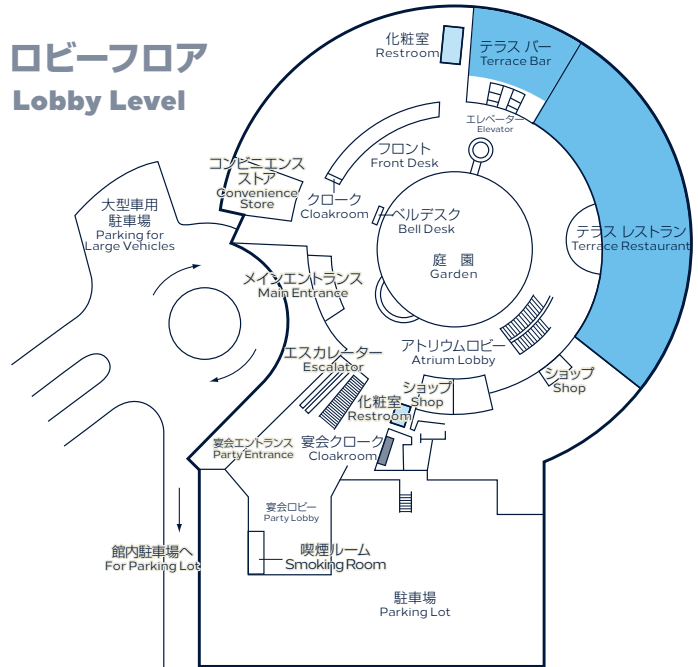 ロビーフロア
Lobby Level
化粧室
Restroom
テラス バー
Terrace Bar
エレベーター
Elevator
フロント
Front Desk
コンビニエンス
ストア
Convenience
Store
クローク
Cloakroom
ベルデスク
Bell Desk
大型車用
駐車場
Parking for
Large Vehicles
テラス レストラン
Terrace Restaurant
庭 園
Garden
メインエントランス
Main Entrance
アトリウムロビー
Atrium Lobby
エスカレーター
Escalator
ショップ
Shop
ショップ
Shop
化粧室
Restroom
宴会エントランス
Party Entrance
宴会クローク
Cloakroom
宴会ロビー
Party Lobby
館内駐車場へ
For Parking Lot
喫煙ルーム
Smoking Room
駐車場
Parking Lot